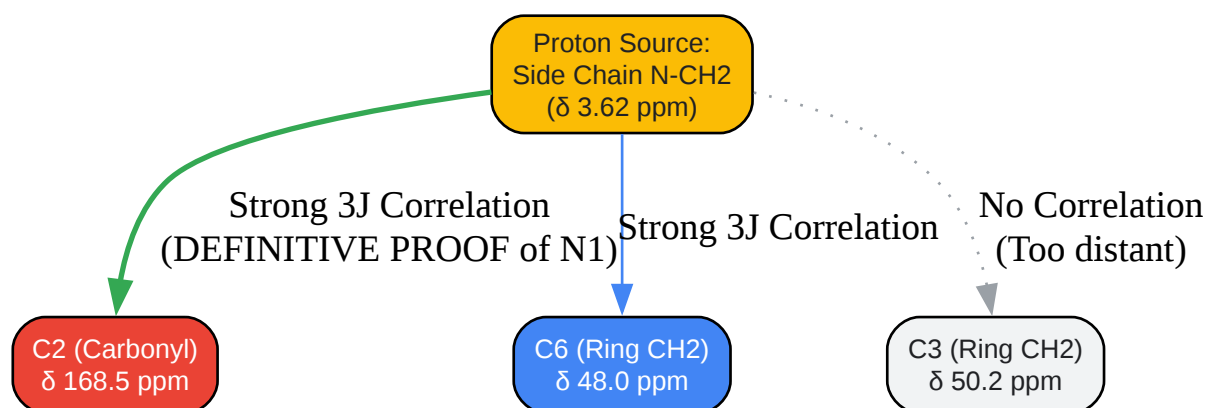 Proton Source:
Side Chain N-CH2
(δ 3.62 ppm)
Strong 3J Correlation
(DEFINITIVE PROOF of N1)
Strong 3J Correlation
No Correlation
(Too distant)
C2 (Carbonyl)
δ 168.5 ppm
C6 (Ring CH2)
δ 48.0 ppm
C3 (Ring CH2)
δ 50.2 ppm